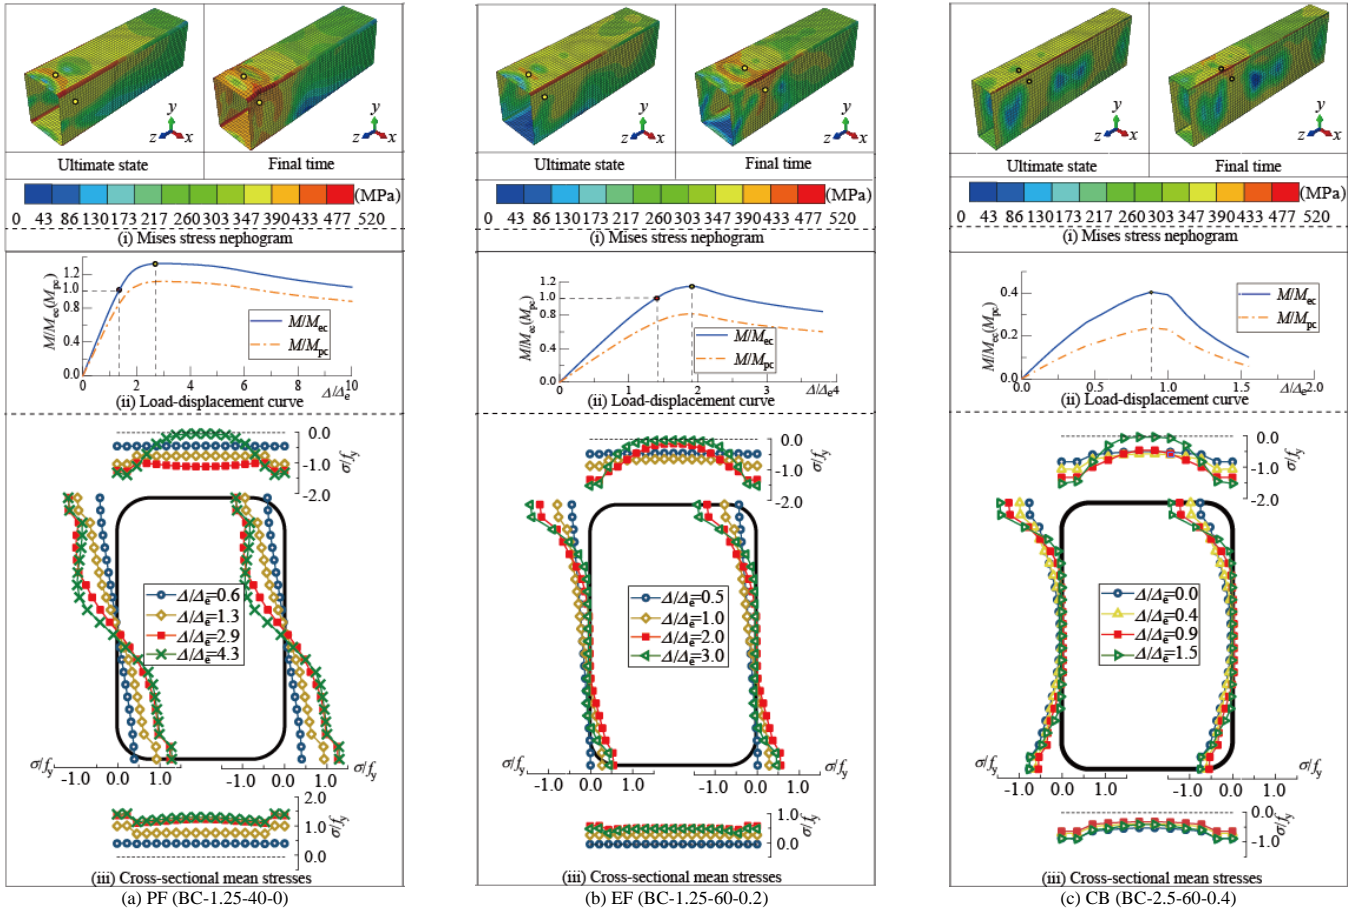 y
z
x
y
z
x
Ultimate state
Final time
(MPa)
0 43 86 130 173 217 260 303 347 390 433 477 520
(i) Mises stress nephogram
M/Mec(Mpc)
1.2
1.0
0.8
0.4
0.0
M/Mec
M/Mpc
0 2 4 6 8 10
Δ/Δe
(ii) Load-displacement curve
0.0
-1.0
-2.0
σ/fy
Δ/Δe=0.6
Δ/Δe=1.3
Δ/Δe=2.9
Δ/Δe=4.3
σ/fy
-1.0 0.0 1.0
σ/fy
-1.0 0.0 1.0
2.0
1.0
0.0
σ/fy
(iii) Cross-sectional mean stresses
(a) PF (BC-1.25-40-0)
y
z
x
y
z
x
Ultimate state
Final time
(MPa)
0 43 86 130 173 217 260 303 347 390 433 477 520
(i) Mises stress nephogram
M/Mec(Mpc)
1.2
1.0
0.8
0.4
0.0
M/Mec
M/Mpc
0 1 2 3 4
Δ/Δe
(ii) Load-displacement curve
0.0
-1.0
-2.0
σ/fy
Δ/Δe=0.5
Δ/Δe=1.0
Δ/Δe=2.0
Δ/Δe=3.0
σ/fy
-1.0 0.0 1.0
σ/fy
-1.0 0.0 1.0
1.0
0.0
σ/fy
(iii) Cross-sectional mean stresses
(b) EF (BC-1.25-60-0.2)
y
z
x
y
z
x
Ultimate state
Final time
(MPa)
0 43 86 130 173 217 260 303 347 390 433 477 520
(i) Mises stress nephogram
M/Mec(Mpc)
0.4
0.2
0.0
M/Mec
M/Mpc
0.0 0.5 1.0 1.5 2.0
Δ/Δe
(ii) Load-displacement curve
0.0
-1.0
-2.0
σ/fy
Δ/Δe=0.0
Δ/Δe=0.4
Δ/Δe=0.9
Δ/Δe=1.5
σ/fy
-1.0 0.0 1.0
σ/fy
-1.0 0.0 1.0
0.0
-1.0
σ/fy
(iii) Cross-sectional mean stresses
(c) CB (BC-2.5-60-0.4)